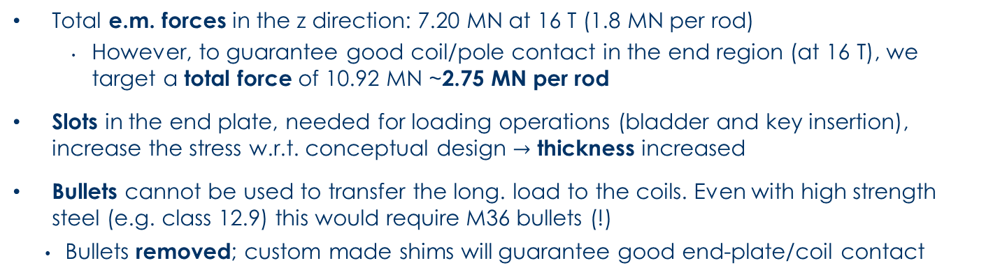 • Total e.m. forces in the z direction: 7.20 MN at 16 T (1.8 MN per rod)
• However, to guarantee good coil/pole contact in the end region (at 16 T), we
target a total force of 10.92 MN ~2.75 MN per rod
• Slots in the end plate, needed for loading operations (bladder and key insertion),
increase the stress w.r.t. conceptual design → thickness increased
• Bullets cannot be used to transfer the long. load to the coils. Even with high strength
steel (e.g. class 12.9) this would require M36 bullets (!)
• Bullets removed; custom made shims will guarantee good end-plate/coil contact